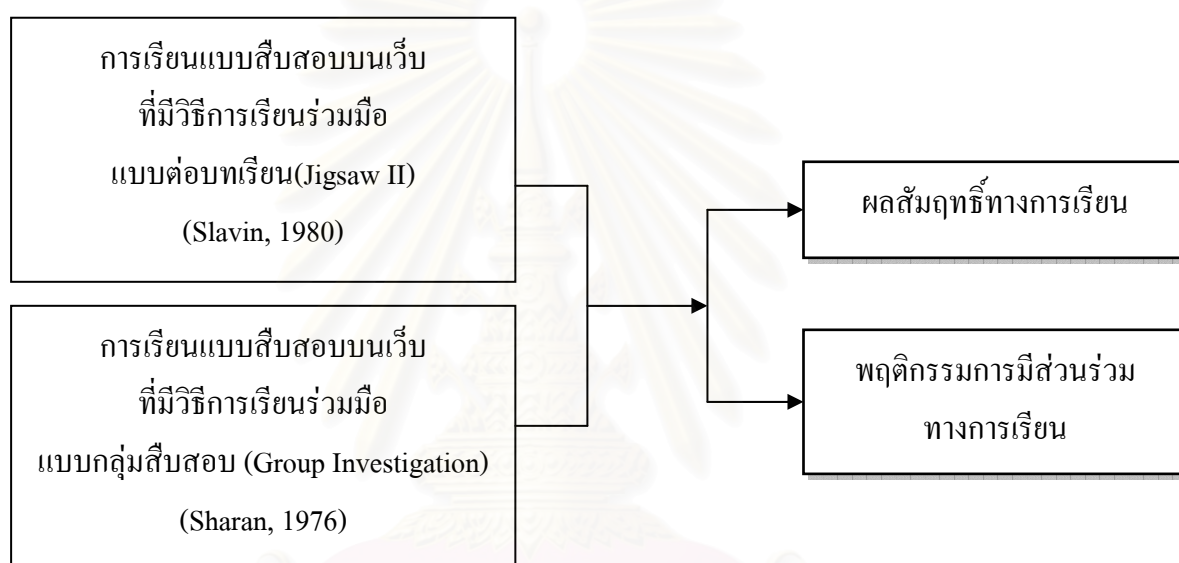 การเรียนแบบสืบสอบบนเว็บ
ที่มีวิธีการเรียนร่วมมือ
แบบต่อบทเรียน(Jigsaw II)
(Slavin, 1980)
การเรียนแบบสืบสอบบนเว็บ
ที่มีวิธีการเรียนร่วมมือ
แบบกลุ่มสืบสอบ (Group Investigation)
(Sharan, 1976)
ผลสัมฤทธิ์ทางการเรียน
พฤติกรรมการมีส่วนร่วม
ทางการเรียน